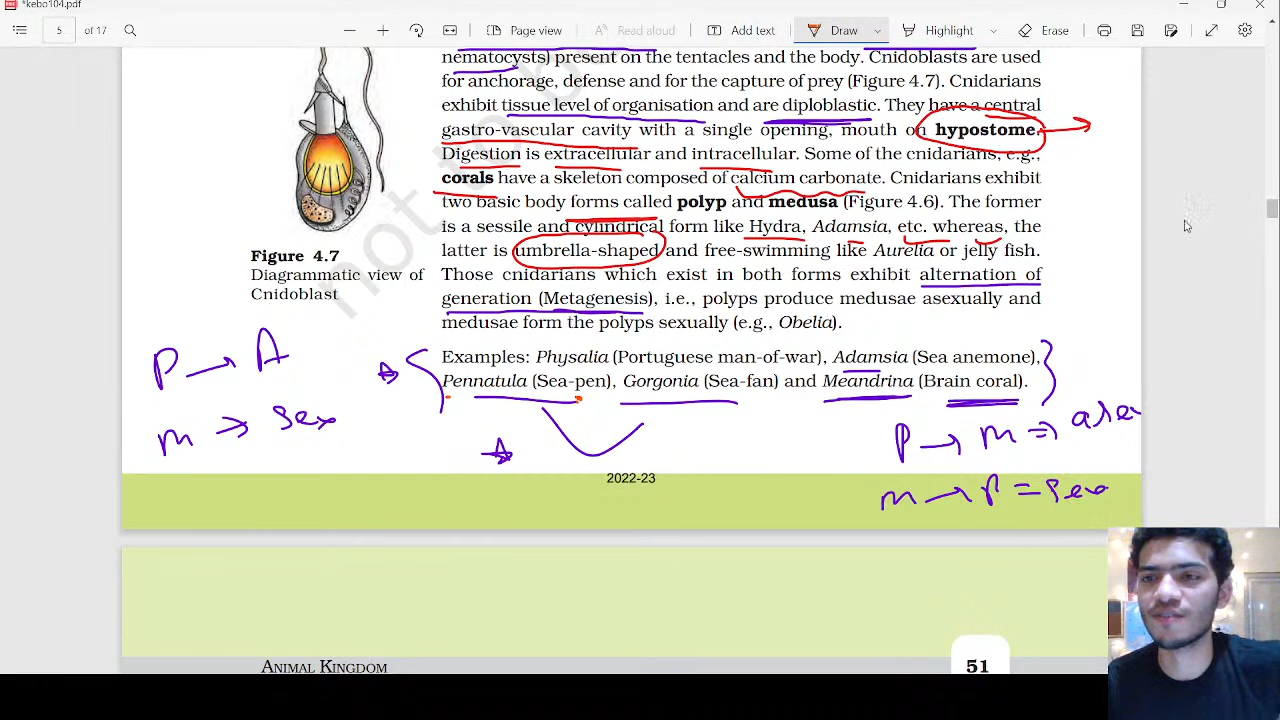 *kebo104.pdf
5 of 17
Page view
Add text
Read aloud
Draw
Highlight
Erase
nematocysts) present on the tentacles and the body. Cnidoblasts are used
for anchorage, defense and for the capture of prey (Figure 4.7). Cnidarians
exhibit tissue level of organisation and are diploblastic. They have a central
gastro-vascular cavity with a single opening, mouth on hypostome.
Digestion is extracellular and intracellular. Some of the cnidarians, e.g.,
corals have a skeleton composed of calcium carbonate. Cnidarians exhibit
two basic body forms called polyp and medusa (Figure 4.6). The former
is a sessile and cylindrical form like Hydra, Adamsia, etc. whereas, the
latter is umbrella-shaped and free-swimming like Aurelia or jelly fish.
Those cnidarians which exist in both forms exhibit alternation of
generation (Metagenesis), i.e., polyps produce medusae asexually and
medusae form the polyps sexually (e.g., Obelia).
Figure 4.7
Diagrammatic view of
Cnidoblast
not to b
P → A
m → sex
Examples: Physalia (Portuguese man-of-war), Adamsia (Sea anemone),
Pennatula (Sea-pen), Gorgonia (Sea-fan) and Meandrina (Brain coral).
P → m ⇒ asex
m → P = sex
2022-23
ANIMAL KINGDOM
51